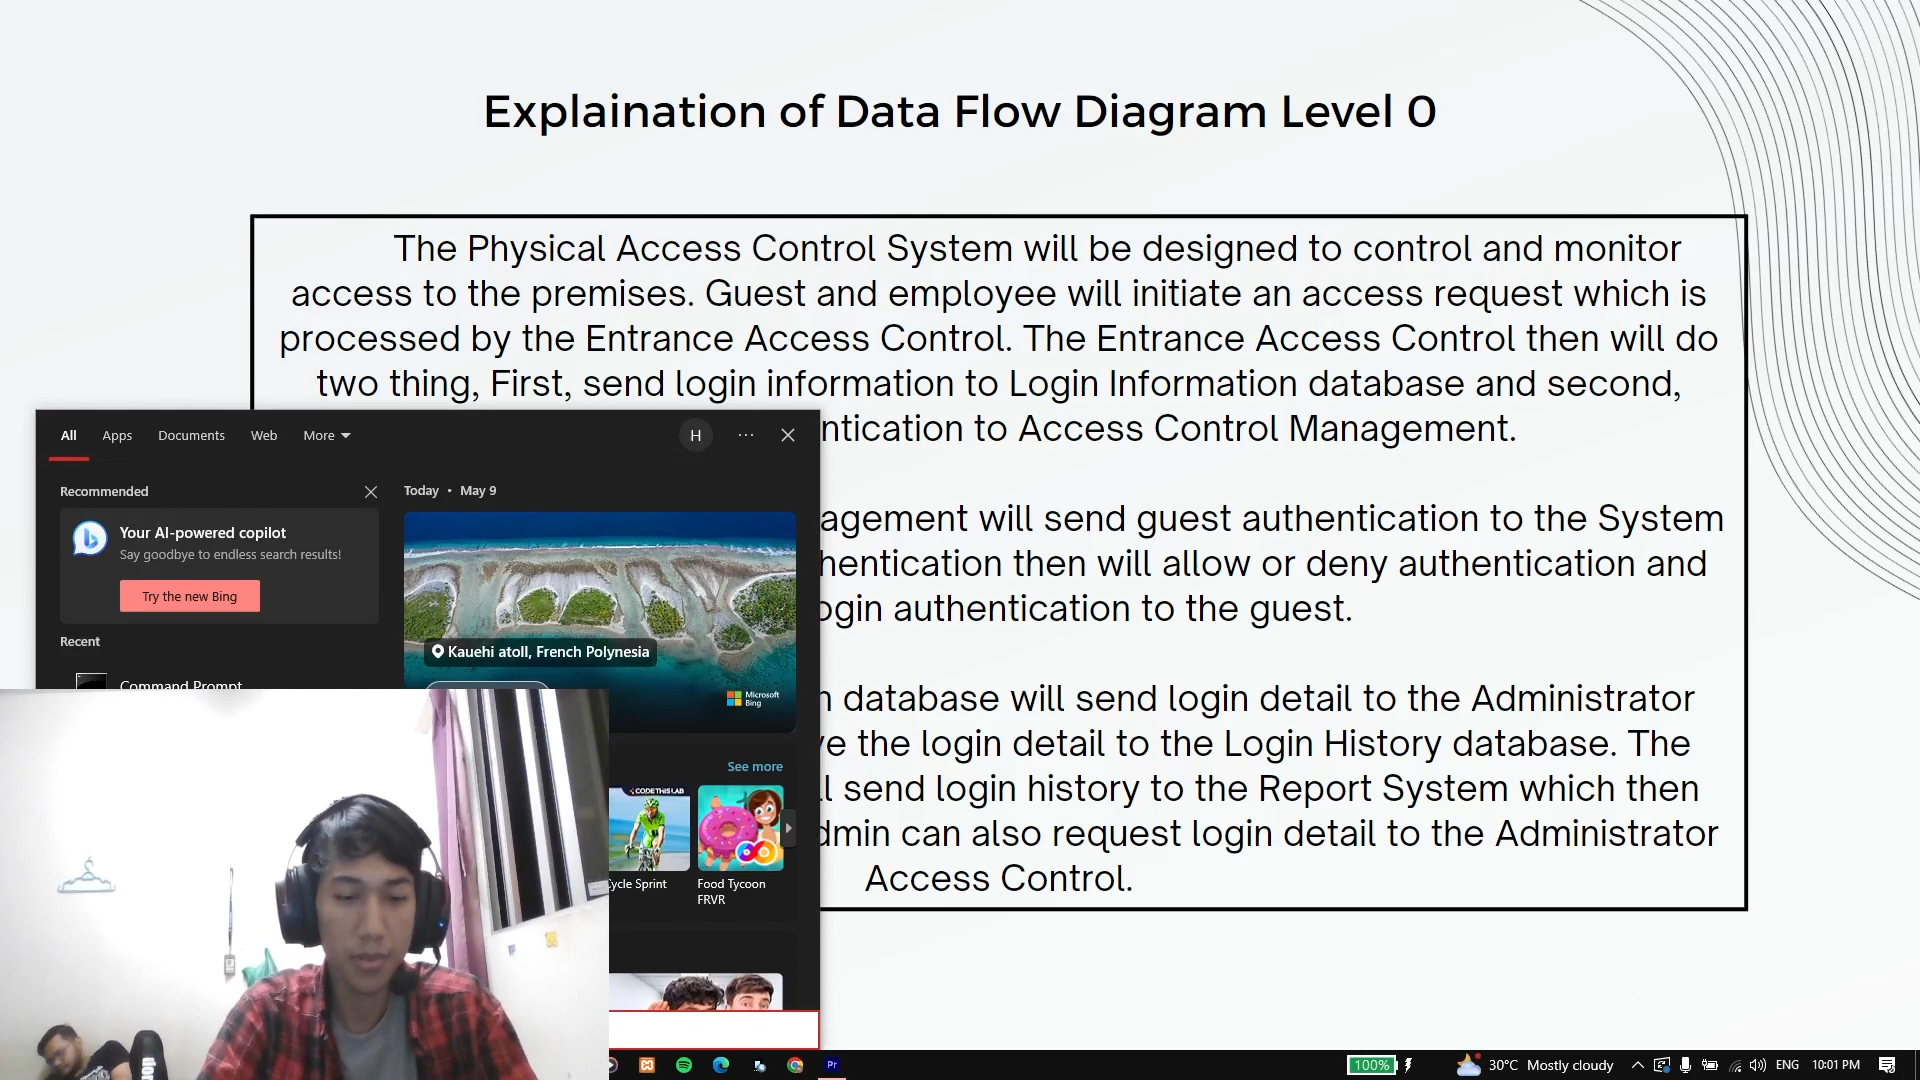 Explaination of Data Flow Diagram Level 0
The Physical Access Control System will be designed to control and monitor
access to the premises. Guest and employee will initiate an access request which is
processed by the Entrance Access Control. The Entrance Access Control then will do
two thing, First, send login information to Login Information database and second,
ntication to Access Control Management.
agement will send guest authentication to the System
hentication then will allow or deny authentication and
ogin authentication to the guest.
database will send login detail to the Administrator
the login detail to the Login History database. The
send login history to the Report System which then
dmin can also request login detail to the Administrator
Access Control.
All Apps Documents Web More
H
Recommended
Your AI-powered copilot
Say goodbye to endless search results!
Try the new Bing
Recent
Command Prompt
Today • May 9
Kauehi atoll, French Polynesia
Microsoft
Bing
See more
CODETHISLAB
Cycle Sprint
Food Tycoon
FRVR
Pr
100%
30°C Mostly cloudy
ENG
10:01 PM